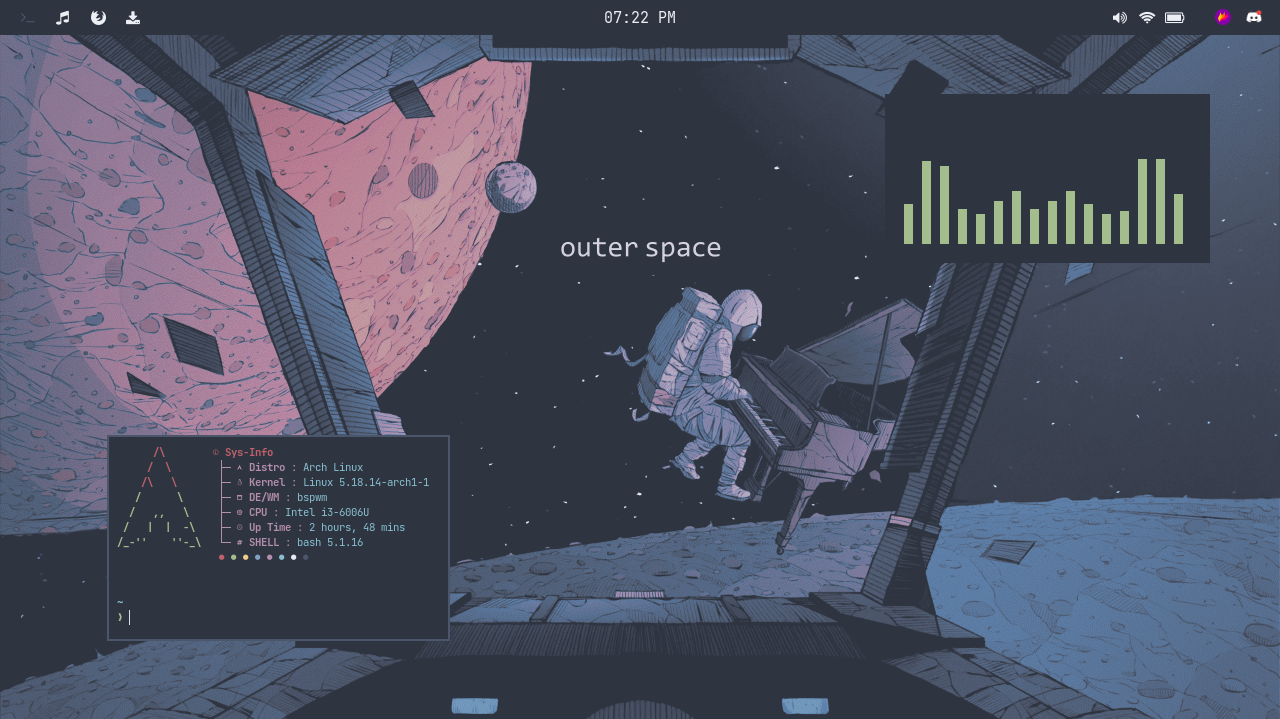 07:22 PM
outer space
Sys-Info
Distro : Arch Linux
Kernel : Linux 5.18.14-arch1-1
DE/WM : bspwm
CPU : Intel i3-6006U
Up Time : 2 hours, 48 mins
# SHELL : bash 5.1.16
~
❯